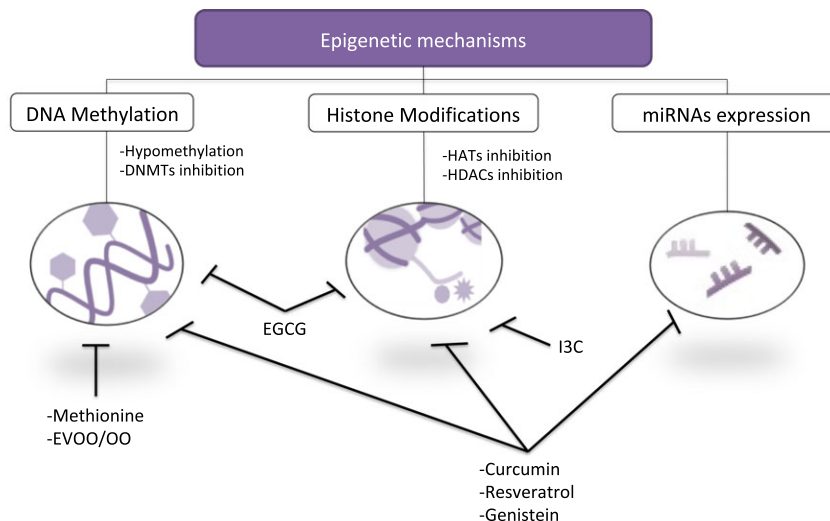 Epigenetic mechanisms
DNA Methylation
Histone Modifications
miRNAs expression
-Hypomethylation
-DNMTs inhibition
-HATs inhibition
-HDACs inhibition
EGCG
I3C
-Methionine
-EVOO/OO
-Curcumin
-Resveratrol
-Genistein